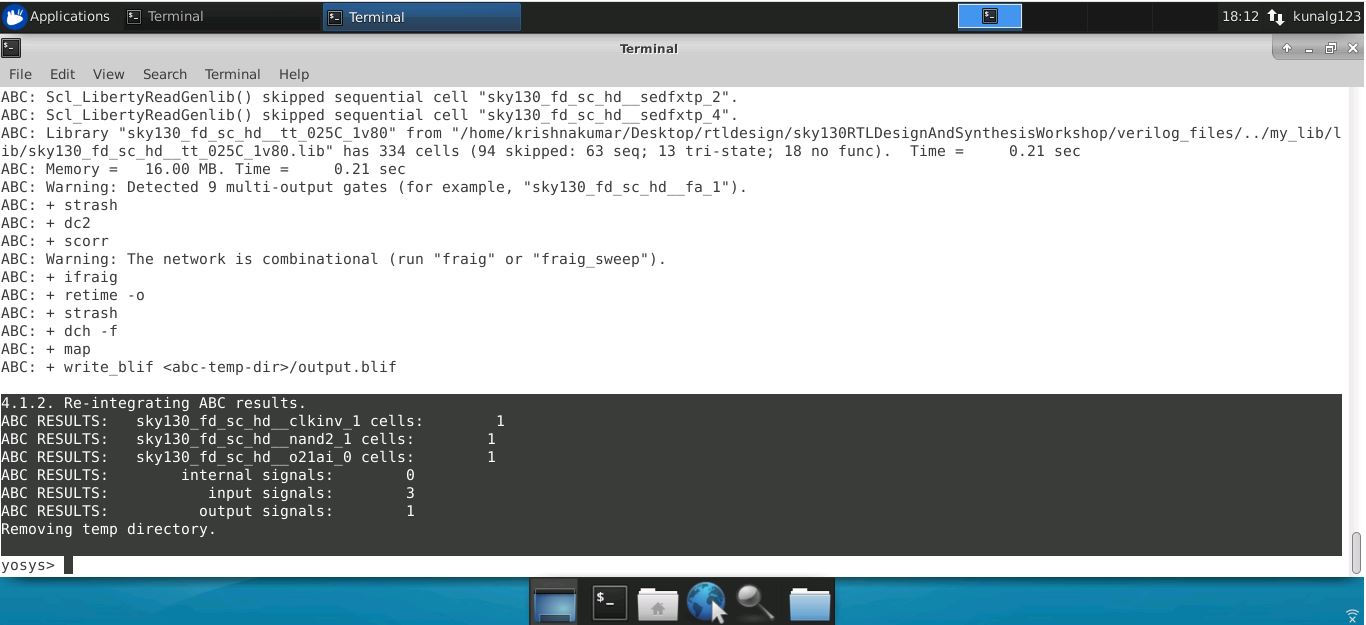 Applications
Terminal
Terminal
18:12
kunalg123
Terminal
File Edit View Search Terminal Help
ABC: Scl_LibertyReadGenlib() skipped sequential cell "sky130_fd_sc_hd__sedfxtp_2".
ABC: Scl_LibertyReadGenlib() skipped sequential cell "sky130_fd_sc_hd__sedfxtp_4".
ABC: Library "sky130_fd_sc_hd__tt_025C_1v80" from "/home/krishnakumar/Desktop/rtldesign/sky130RTLDesignAndSynthesisWorkshop/verilog_files/../my_lib/l
ib/sky130_fd_sc_hd__tt_025C_1v80.lib" has 334 cells (94 skipped: 63 seq; 13 tri-state; 18 no func).  Time =     0.21 sec
ABC: Memory =   16.00 MB. Time =     0.21 sec
ABC: Warning: Detected 9 multi-output gates (for example, "sky130_fd_sc_hd__fa_1").
ABC: + strash
ABC: + dc2
ABC: + scorr
ABC: Warning: The network is combinational (run "fraig" or "fraig_sweep").
ABC: + ifraig
ABC: + retime -o
ABC: + strash
ABC: + dch -f
ABC: + map
ABC: + write_blif <abc-temp-dir>/output.blif
4.1.2. Re-integrating ABC results.
ABC RESULTS:   sky130_fd_sc_hd__clkinv_1 cells:        1
ABC RESULTS:   sky130_fd_sc_hd__nand2_1 cells:        1
ABC RESULTS:   sky130_fd_sc_hd__o21ai_0 cells:        1
ABC RESULTS:        internal signals:        0
ABC RESULTS:           input signals:        3
ABC RESULTS:          output signals:        1
Removing temp directory.
yosys>